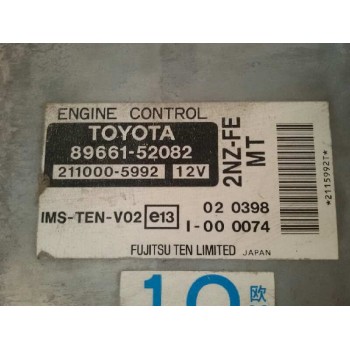 ENGINE CONTROL
TOYOTA
89661-52082
211000-5992 12V
2NZ-FE
MT
*2115992T*
IMS-TEN-V02 e13
02 0398
I-00 0074
FUJITSU TEN LIMITED JAPAN
10
欧